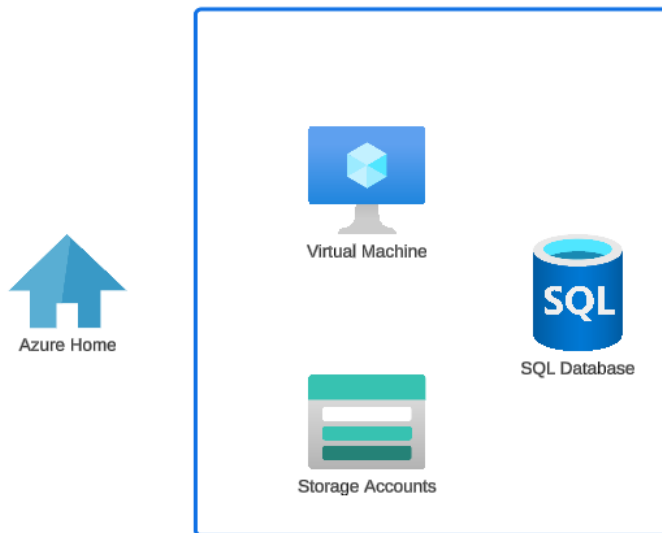 Virtual Machine
Azure Home
SQL
SQL Database
Storage Accounts